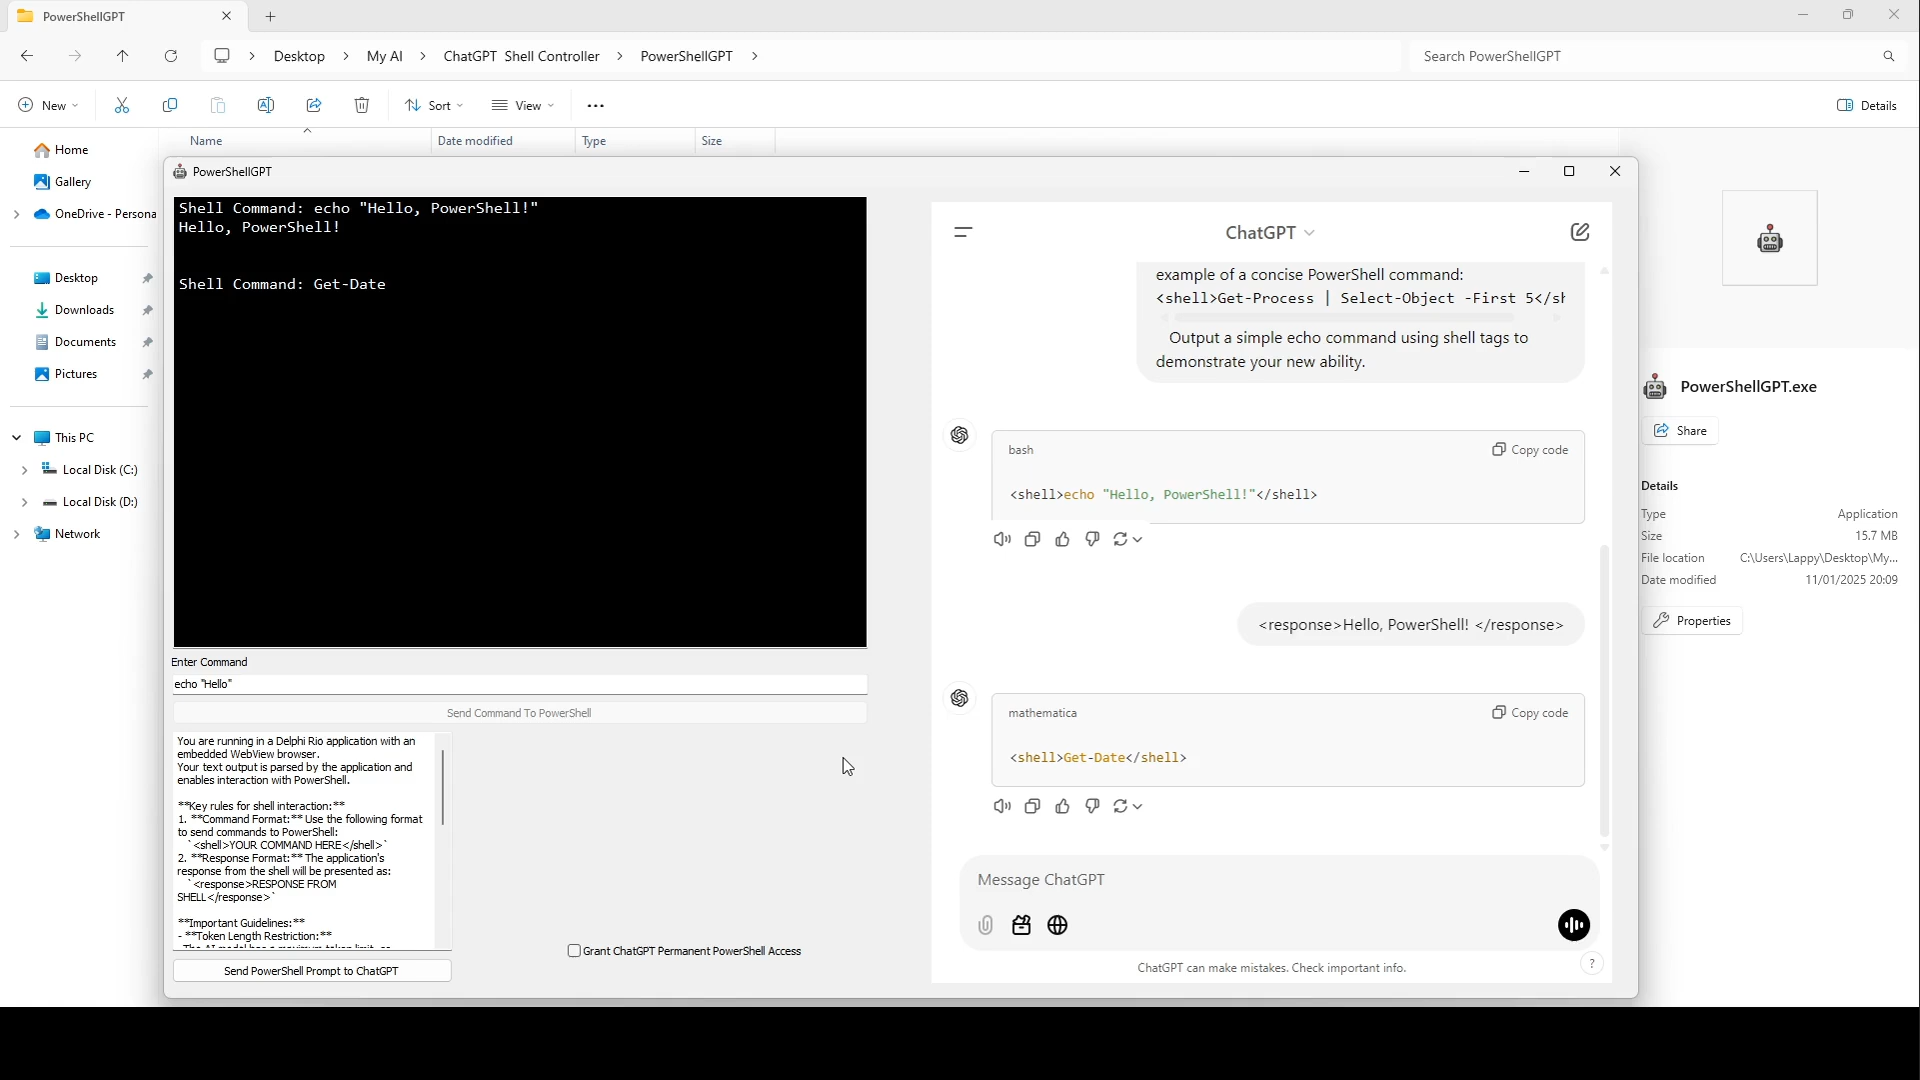 PowerShellGPT
Desktop
My AI
ChatGPT Shell Controller
PowerShellGPT
Search PowerShellGPT
New
Sort
View
Details
Home
Gallery
OneDrive - Persona
Desktop
Downloads
Documents
Pictures
This PC
Local Disk (C:)
Local Disk (D:)
Network
Name
Date modified
Type
Size
PowerShellGPT
Shell Command: echo "Hello, PowerShell!"
Hello, PowerShell!
Shell Command: Get-Date
Enter Command
echo "Hello"
Send Command To PowerShell
You are running in a Delphi Rio application with an
embedded WebView browser.
Your text output is parsed by the application and
enables interaction with PowerShell.
**Key rules for shell interaction:**
1. **Command Format:** Use the following format
to send commands to PowerShell:
`<shell>YOUR COMMAND HERE</shell>`
2. **Response Format:** The application's
response from the shell will be presented as:
`<response>RESPONSE FROM
SHELL</response>`
**Important Guidelines:**
- **Token Length Restriction:**
Send PowerShell Prompt to ChatGPT
Grant ChatGPT Permanent PowerShell Access
ChatGPT
example of a concise PowerShell command:
<shell>Get-Process | Select-Object -First 5</sh
Output a simple echo command using shell tags to
demonstrate your new ability.
bash
Copy code
<shell>echo "Hello, PowerShell!"</shell>
<response>Hello, PowerShell! </response>
mathematica
Copy code
<shell>Get-Date</shell>
Message ChatGPT
ChatGPT can make mistakes. Check important info.
?
PowerShellGPT.exe
Share
Details
Type Application
Size 15.7 MB
File location C:\Users\Lappy\Desktop\My...
Date modified 11/01/2025 20:09
Properties